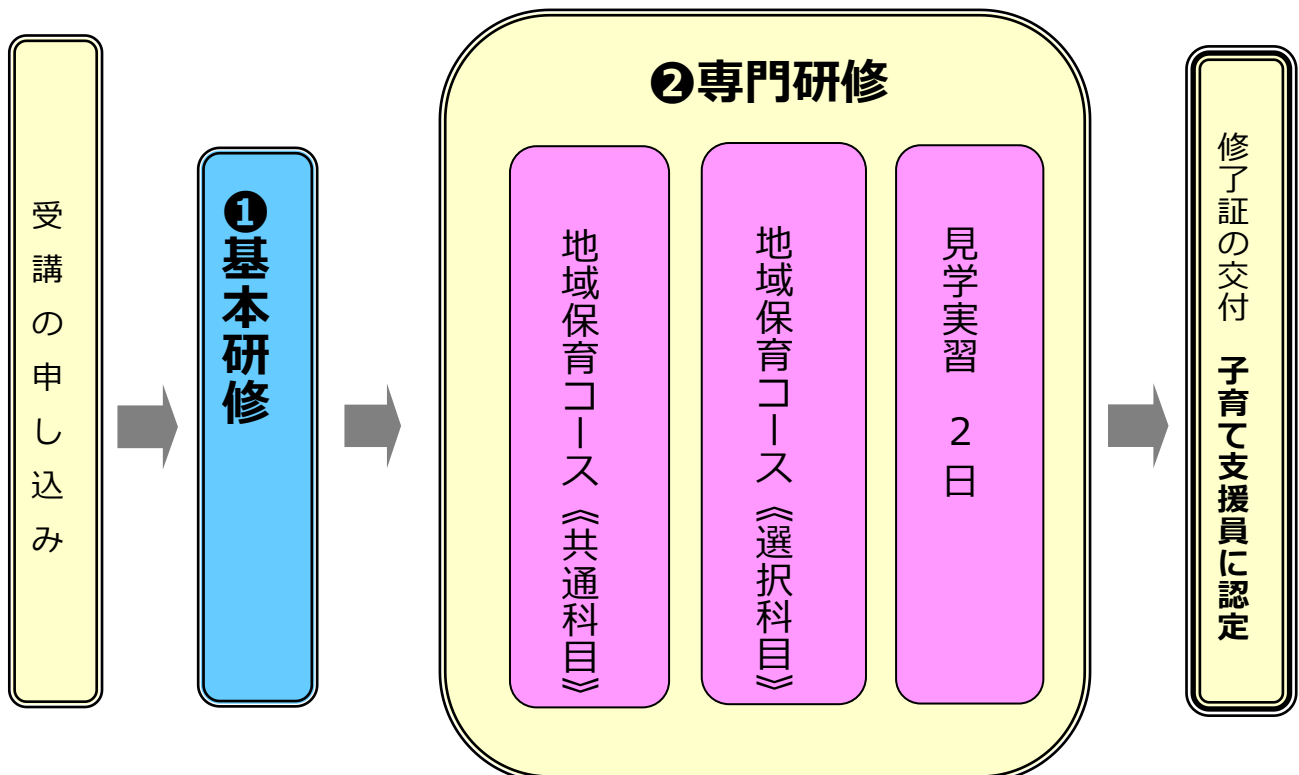 受講の申し込み
❶基本研修
❷専門研修
地域保育コース《共通科目》
地域保育コース《選択科目》
見学実習　2日
修了証の交付　子育て支援員に認定